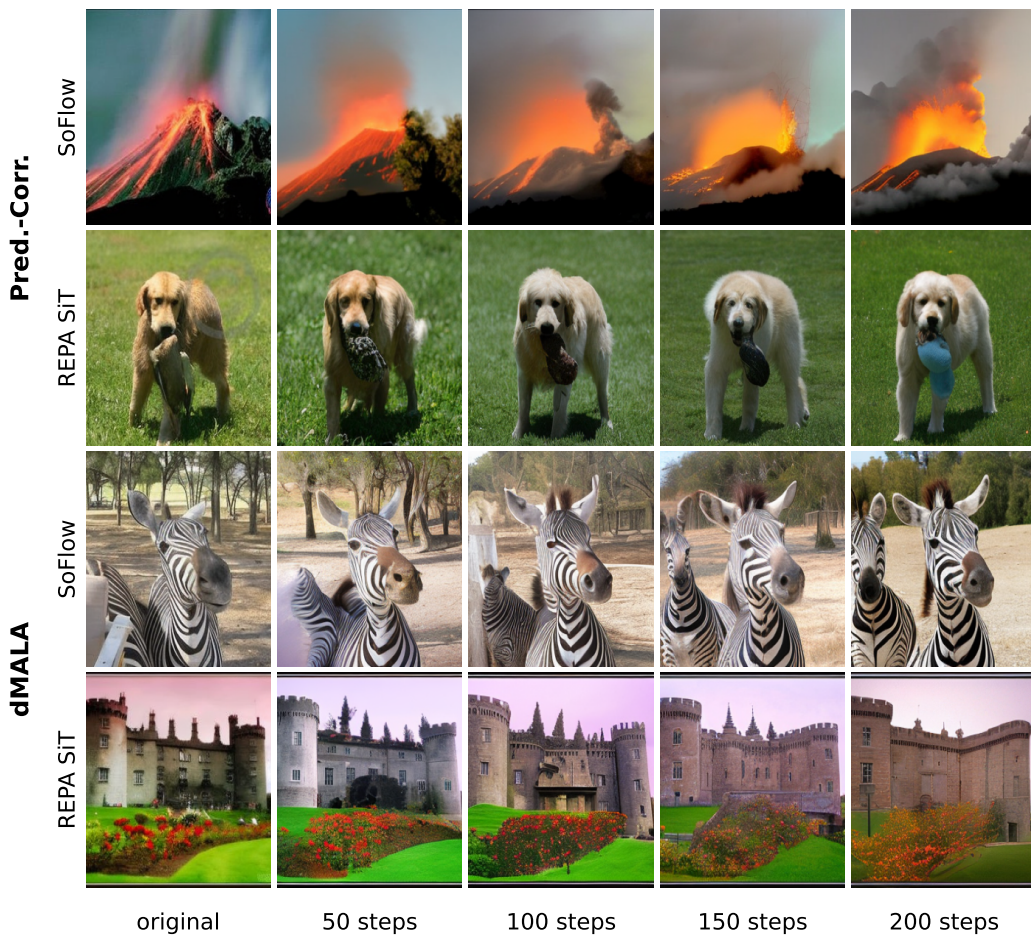 Pred.-Corr.
SoFlow
REPA SiT
dMALA
SoFlow
REPA SiT
original
50 steps
100 steps
150 steps
200 steps